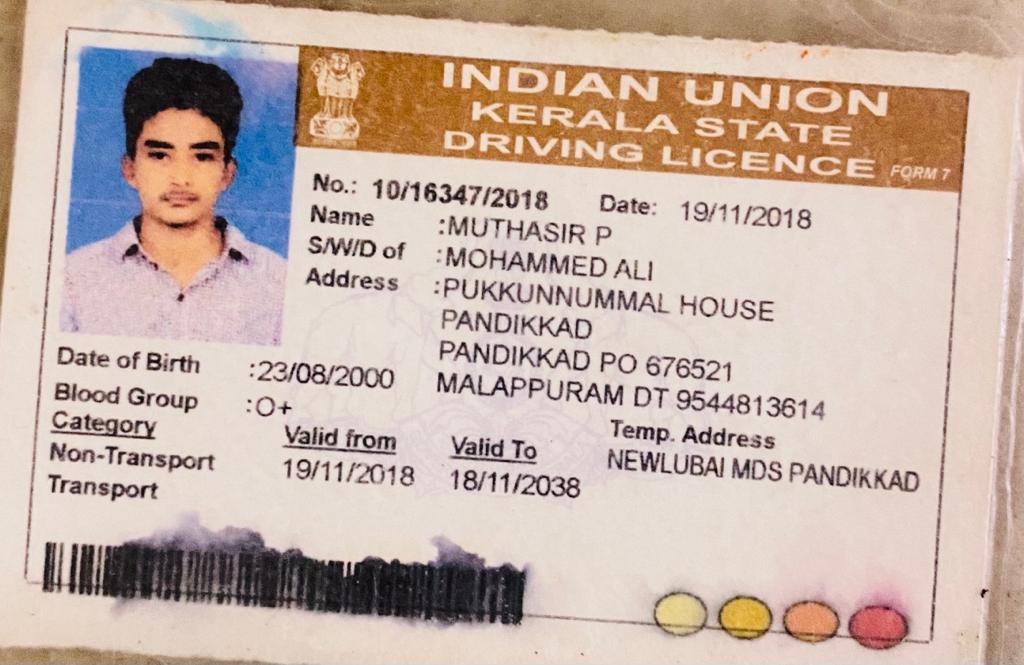 INDIAN UNION
KERALA STATE
DRIVING LICENCE FORM 7
No.: 10/16347/2018 Date: 19/11/2018
Name :MUTHASIR P
S/W/D of :MOHAMMED ALI
Address :PUKKUNNUMMAL HOUSE
PANDIKKAD
PANDIKKAD PO 676521
MALAPPURAM DT 9544813614
Date of Birth :23/08/2000
Blood Group :O+
Category Valid from Valid To Temp. Address
Non-Transport 19/11/2018 18/11/2038 NEWLUBAI MDS PANDIKKAD
Transport